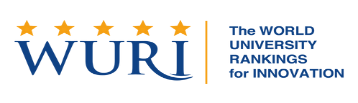 WURI
The WORLD
UNIVERSITY
RANKINGS
for INNOVATION